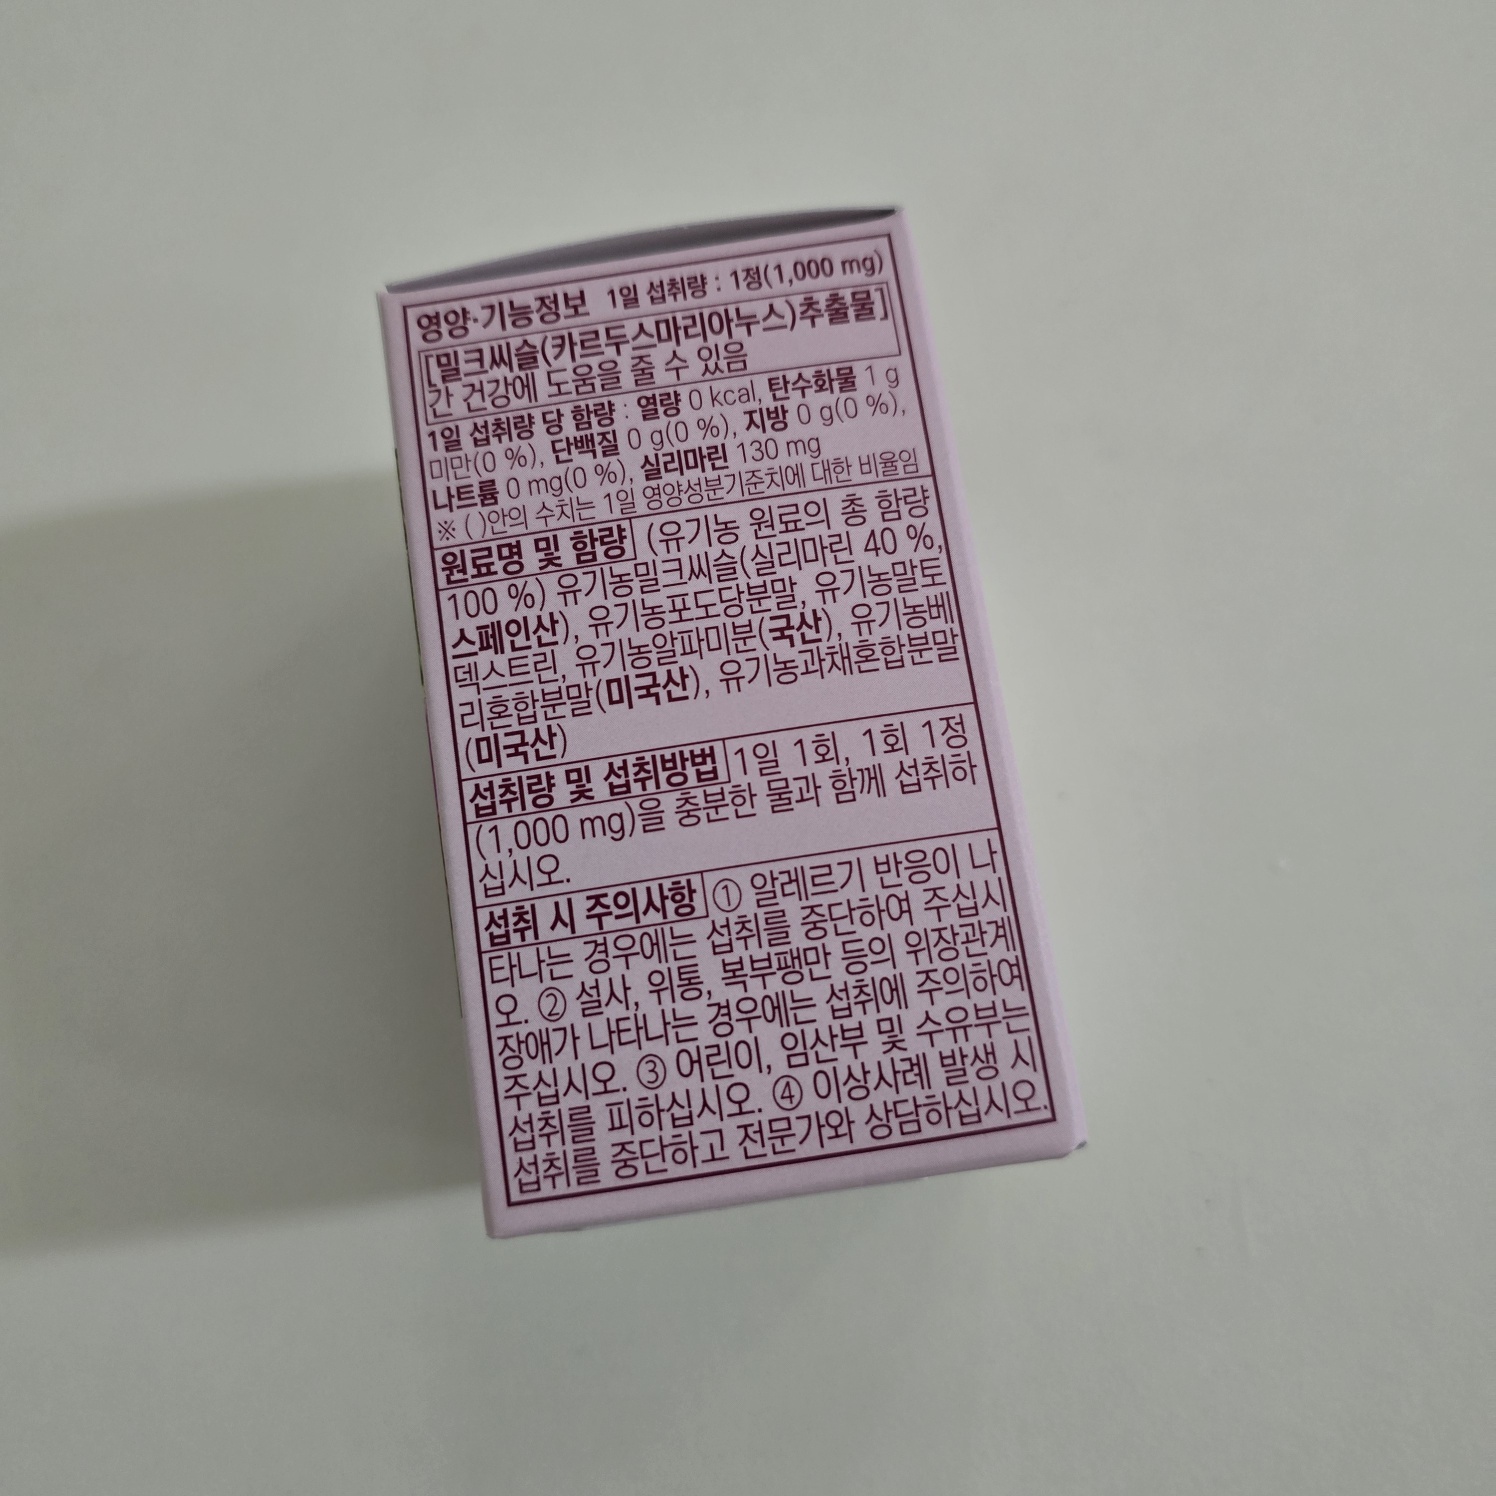 영양·기능정보 1일 섭취량 : 1정(1,000 mg)
[밀크씨슬(카르두스마리아누스)추출물]
간 건강에 도움을 줄 수 있음
1일 섭취량 당 함량 : 열량 0 kcal, 탄수화물 1 g
미만(0 %), 단백질 0 g(0 %), 지방 0 g(0 %),
나트륨 0 mg(0 %), 실리마린 130 mg
※ ( )안의 수치는 1일 영양성분기준치에 대한 비율임
원료명 및 함량 (유기농 원료의 총 함량
100 %) 유기농밀크씨슬(실리마린 40 %,
스페인산), 유기농포도당분말, 유기농말토
덱스트린, 유기농알파미분(국산), 유기농베
리혼합분말(미국산), 유기농과채혼합분말
(미국산)
섭취량 및 섭취방법 1일 1회, 1회 1정
(1,000 mg)을 충분한 물과 함께 섭취하
십시오.
섭취 시 주의사항 ① 알레르기 반응이 나
타나는 경우에는 섭취를 중단하여 주십시
오. ② 설사, 위통, 복부팽만 등의 위장관계
장애가 나타나는 경우에는 섭취에 주의하여
주십시오. ③ 어린이, 임산부 및 수유부는
섭취를 피하십시오. ④ 이상사례 발생 시
섭취를 중단하고 전문가와 상담하십시오.